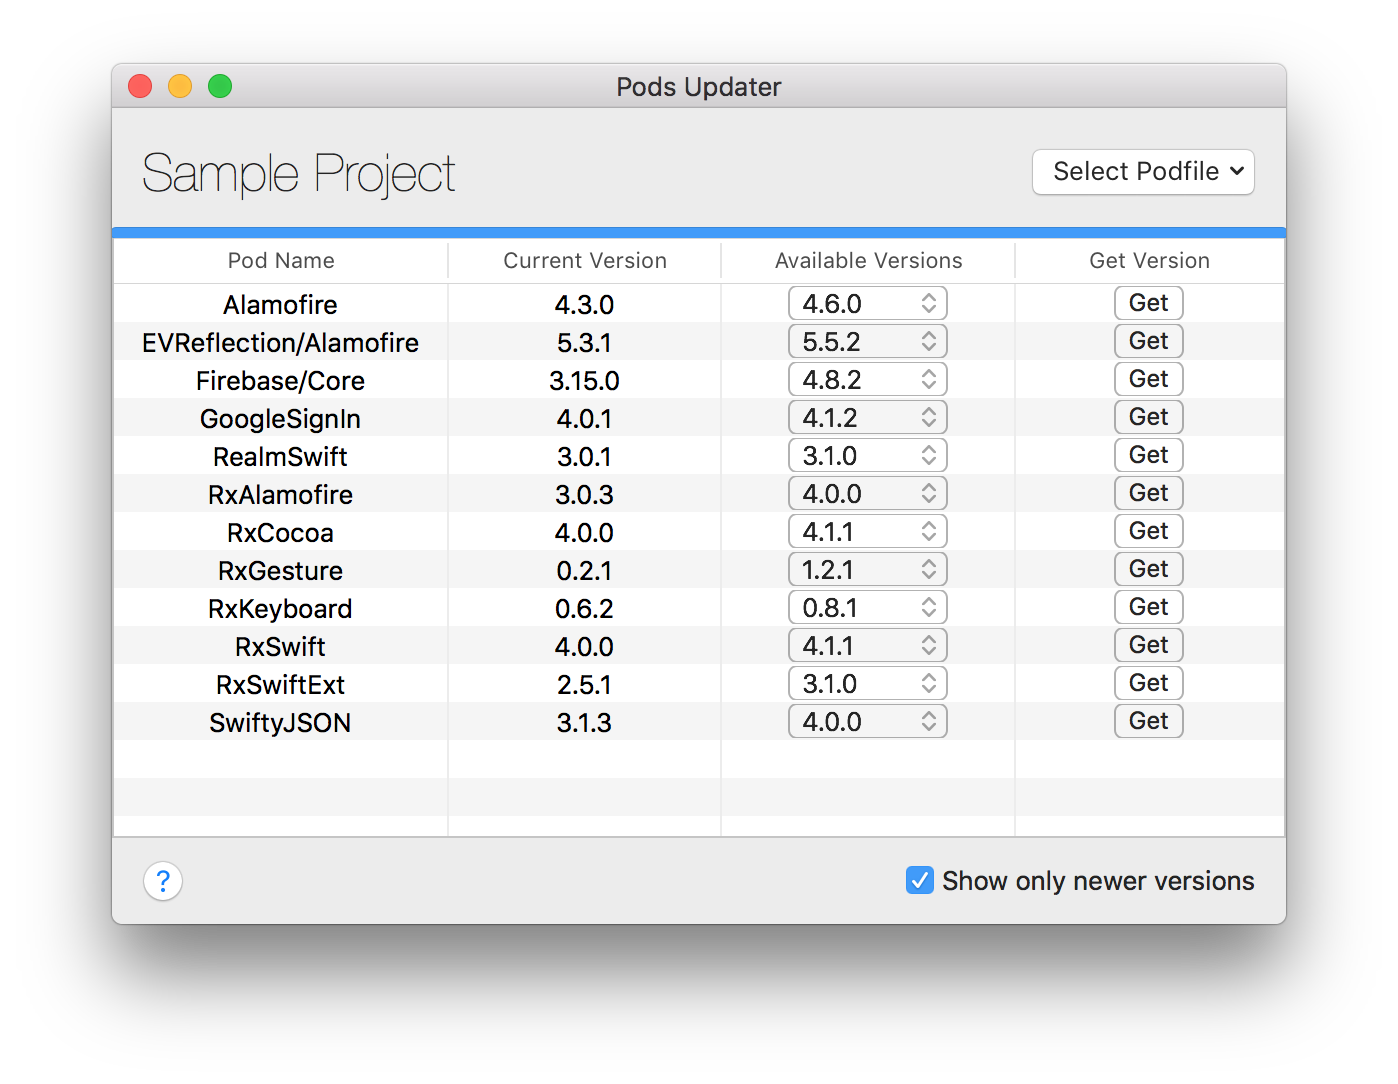 Pods Updater
Sample Project
Select Podfile
Pod Name Current Version Available Versions Get Version
Alamofire 4.3.0 4.6.0 Get
EVReflection/Alamofire 5.3.1 5.5.2 Get
Firebase/Core 3.15.0 4.8.2 Get
GoogleSignIn 4.0.1 4.1.2 Get
RealmSwift 3.0.1 3.1.0 Get
RxAlamofire 3.0.3 4.0.0 Get
RxCocoa 4.0.0 4.1.1 Get
RxGesture 0.2.1 1.2.1 Get
RxKeyboard 0.6.2 0.8.1 Get
RxSwift 4.0.0 4.1.1 Get
RxSwiftExt 2.5.1 3.1.0 Get
SwiftyJSON 3.1.3 4.0.0 Get
? Show only newer versions